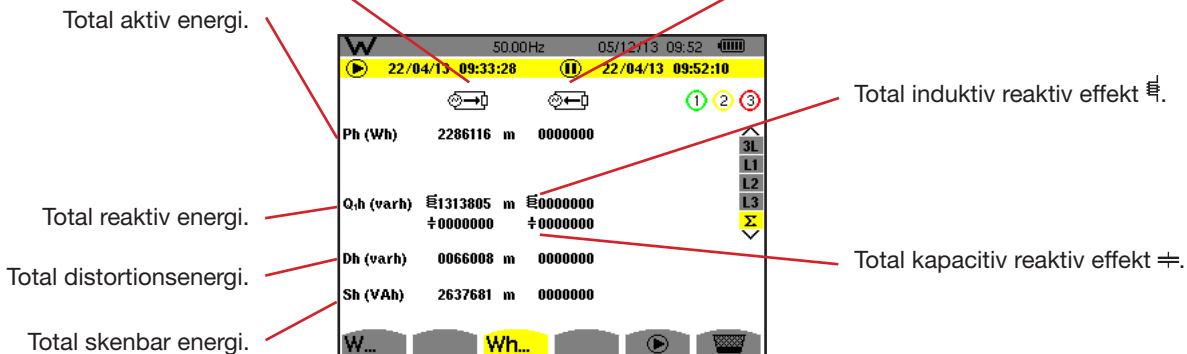 Total aktiv energi.
W 50.00Hz 05/12/13 09:52
22/04/13 09:33:28 22/04/13 09:52:10
1 2 3
Ph (Wh) 2286116 m 0000000
3L
L1
L2
L3
Σ
Q₁h (varh) 1313805 m 0000000
0000000 0000000
Dh (varh) 0066008 m 0000000
Sh (VAh) 2637681 m 0000000
W... Wh...
Total reaktiv energi.
Total distortionsenergi.
Total skenbar energi.
Total induktiv reaktiv effekt .
Total kapacitiv reaktiv effekt .